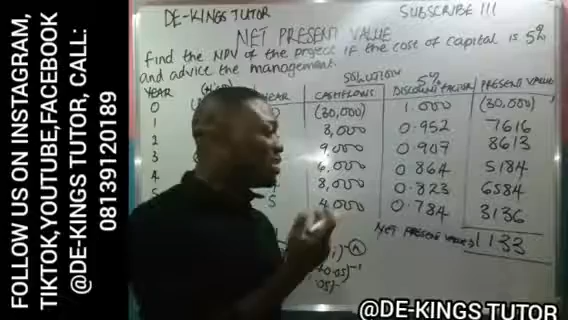 FOLLOW US ON INSTAGRAM,
TIKTOK,YOUTUBE,FACEBOOK
@DE-KINGS TUTOR, CALL:
08139120189
DE-KINGS TUTOR SUBSCRIBE !!!
NET PRESENT VALUE
find the NPV of the project if the cost of capital is 5%
and advice the management.
SOLUTION 5%
YEAR YEAR CASHFLOWS DISCOUNT FACTOR PRESENT VALUE
0 (30,000) 1.000 (30,000)
1 8,000 0.952 7616
2 9,000 0.907 8613
3 6,000 0.864 5184
4 8,000 0.823 6584
5 5 4,000 0.784 3136
NET PRESENT VALUE 1133
@DE-KINGS TUTOR